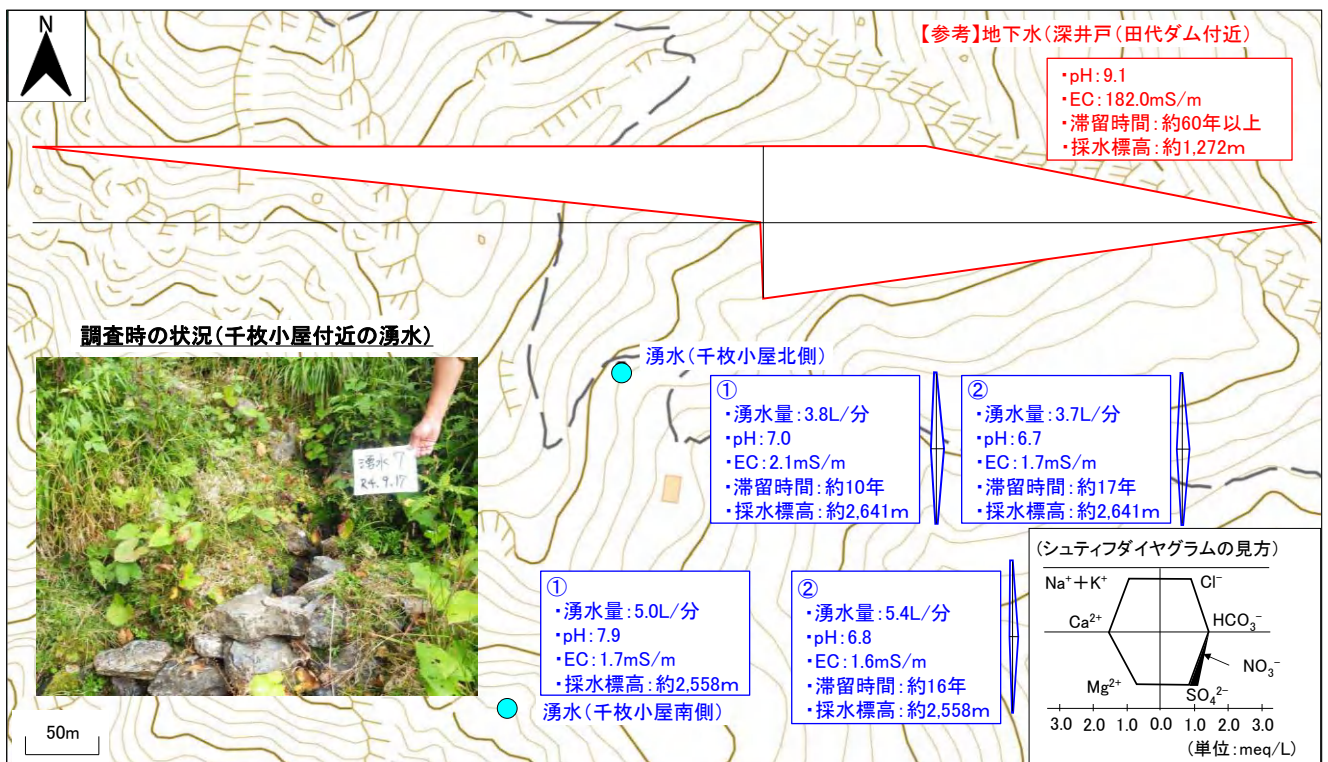 N
【参考】地下水(深井戸(田代ダム付近)
・pH:9.1
・EC:182.0mS/m
・滞留時間:約60年以上
・採水標高:約1,272m
調査時の状況(千枚小屋付近の湧水)
湧水7
R4.9.17
湧水(千枚小屋北側)
①
・湧水量:3.8L/分
・pH:7.0
・EC:2.1mS/m
・滞留時間:約10年
・採水標高:約2,641m
②
・湧水量:3.7L/分
・pH:6.7
・EC:1.7mS/m
・滞留時間:約17年
・採水標高:約2,641m
①
・湧水量:5.0L/分
・pH:7.9
・EC:1.7mS/m
・採水標高:約2,558m
②
・湧水量:5.4L/分
・pH:6.8
・EC:1.6mS/m
・滞留時間:約16年
・採水標高:約2,558m
湧水(千枚小屋南側)
50m
(シュティフダイヤグラムの見方)
Na⁺+K⁺ Cl⁻
Ca²⁺ HCO₃⁻
NO₃⁻
Mg²⁺ SO₄²⁻
3.0 2.0 1.0 0.0 1.0 2.0 3.0
(単位:meq/L)